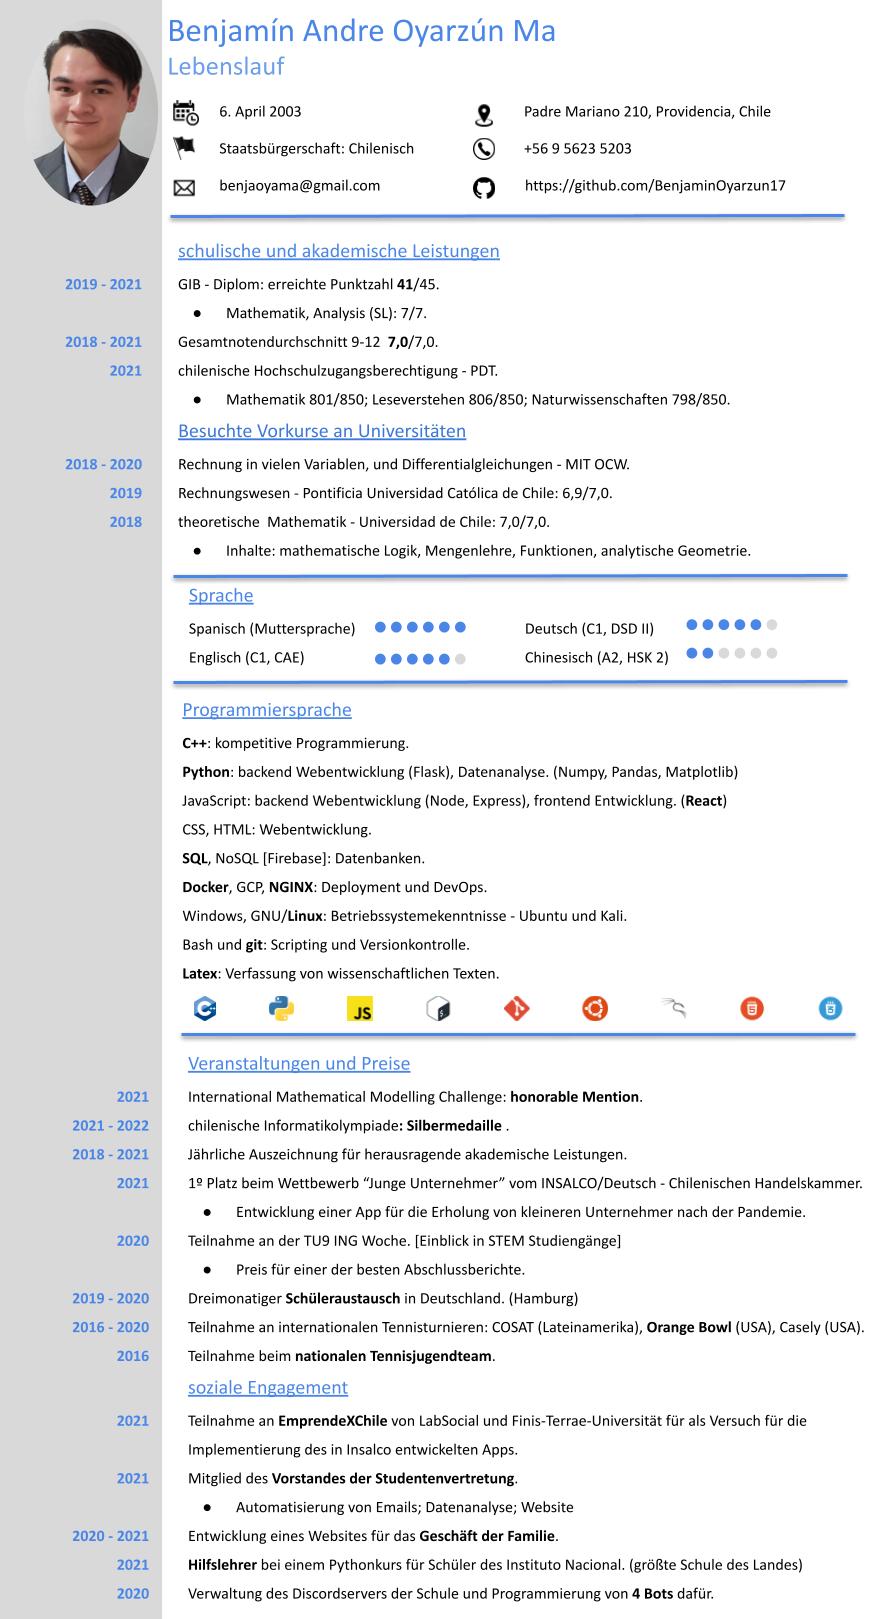 Benjamín Andre Oyarzún Ma
Lebenslauf
6. April 2003
Padre Mariano 210, Providencia, Chile
Staatsbürgerschaft: Chilenisch
+56 9 5623 5203
benjaoyama@gmail.com
https://github.com/BenjaminOyarzun17
schulische und akademische Leistungen
2019 - 2021 GIB - Diplom: erreichte Punktzahl 41/45.
● Mathematik, Analysis (SL): 7/7.
2018 - 2021 Gesamtnotendurchschnitt 9-12 7,0/7,0.
2021 chilenische Hochschulzugangsberechtigung - PDT.
● Mathematik 801/850; Leseverstehen 806/850; Naturwissenschaften 798/850.
Besuchte Vorkurse an Universitäten
2018 - 2020 Rechnung in vielen Variablen, und Differentialgleichungen - MIT OCW.
2019 Rechnungswesen - Pontificia Universidad Católica de Chile: 6,9/7,0.
2018 theoretische Mathematik - Universidad de Chile: 7,0/7,0.
● Inhalte: mathematische Logik, Mengenlehre, Funktionen, analytische Geometrie.
Sprache
Spanisch (Muttersprache)
Deutsch (C1, DSD II)
Englisch (C1, CAE)
Chinesisch (A2, HSK 2)
Programmiersprache
C++: kompetitive Programmierung.
Python: backend Webentwicklung (Flask), Datenanalyse. (Numpy, Pandas, Matplotlib)
JavaScript: backend Webentwicklung (Node, Express), frontend Entwicklung. (React)
CSS, HTML: Webentwicklung.
SQL, NoSQL [Firebase]: Datenbanken.
Docker, GCP, NGINX: Deployment und DevOps.
Windows, GNU/Linux: Betriebssystemekenntnisse - Ubuntu und Kali.
Bash und git: Scripting und Versionkontrolle.
Latex: Verfassung von wissenschaftlichen Texten.
C++ JS $ 5 5
Veranstaltungen und Preise
2021 International Mathematical Modelling Challenge: honorable Mention.
2021 - 2022 chilenische Informatikolympiade: Silbermedaille .
2018 - 2021 Jährliche Auszeichnung für herausragende akademische Leistungen.
2021 1º Platz beim Wettbewerb “Junge Unternehmer” vom INSALCO/Deutsch - Chilenischen Handelskammer.
● Entwicklung einer App für die Erholung von kleineren Unternehmer nach der Pandemie.
2020 Teilnahme an der TU9 ING Woche. [Einblick in STEM Studiengänge]
● Preis für einer der besten Abschlussberichte.
2019 - 2020 Dreimonatiger Schüleraustausch in Deutschland. (Hamburg)
2016 - 2020 Teilnahme an internationalen Tennisturnieren: COSAT (Lateinamerika), Orange Bowl (USA), Casely (USA).
2016 Teilnahme beim nationalen Tennisjugendteam.
soziale Engagement
2021 Teilnahme an EmprendeXChile von LabSocial und Finis-Terrae-Universität für als Versuch für die
Implementierung des in Insalco entwickelten Apps.
2021 Mitglied des Vorstandes der Studentenvertretung.
● Automatisierung von Emails; Datenanalyse; Website
2020 - 2021 Entwicklung eines Websites für das Geschäft der Familie.
2021 Hilfslehrer bei einem Pythonkurs für Schüler des Instituto Nacional. (größte Schule des Landes)
2020 Verwaltung des Discordservers der Schule und Programmierung von 4 Bots dafür.